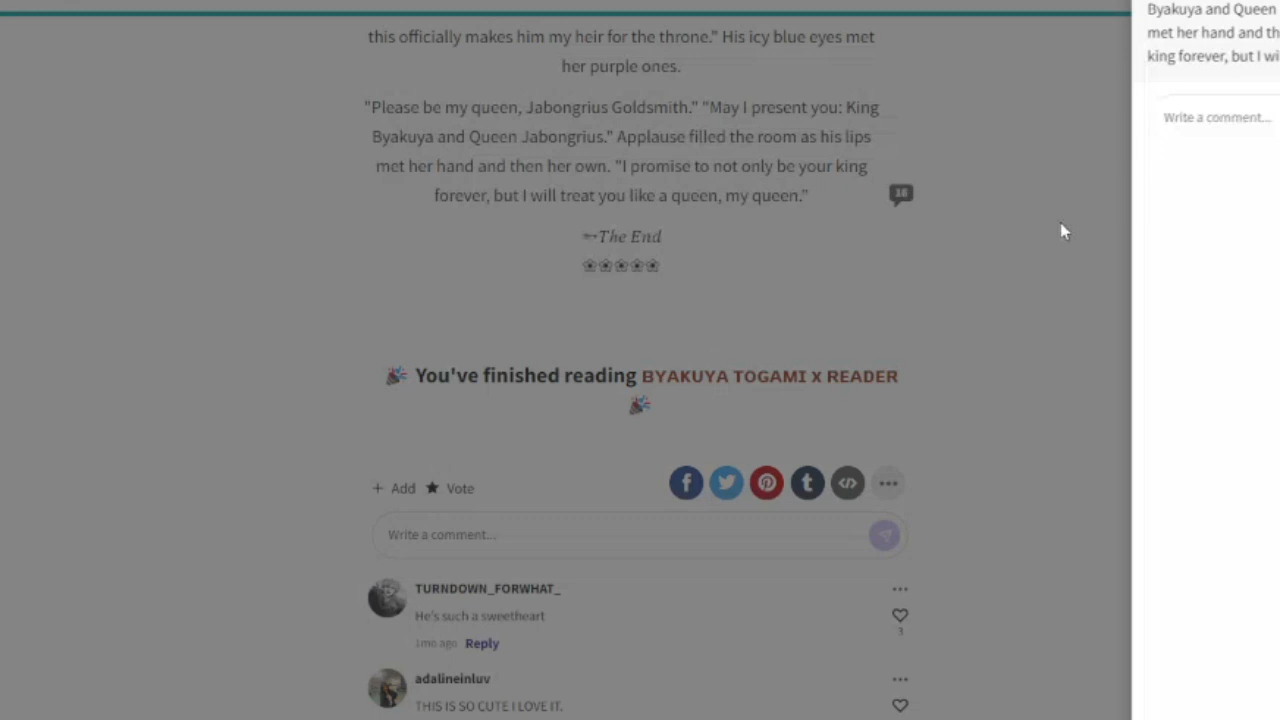 this officially makes him my heir for the throne." His icy blue eyes met
her purple ones.
"Please be my queen, Jabongrius Goldsmith." "May I present you: King
Byakuya and Queen Jabongrius." Applause filled the room as his lips
met her hand and then her own. "I promise to not only be your king
forever, but I will treat you like a queen, my queen."
18
➳The End
❀❀❀❀❀
🎉 You've finished reading BYAKUYA TOGAMI X READER
🎉
+ Add ★ Vote
Write a comment...
TURNDOWN_FORWHAT_
He's such a sweetheart
3
1mo ago Reply
adalineinluv
THIS IS SO CUTE I LOVE IT.
Byakuya and Queen
met her hand and th
king forever, but I wi
Write a comment...